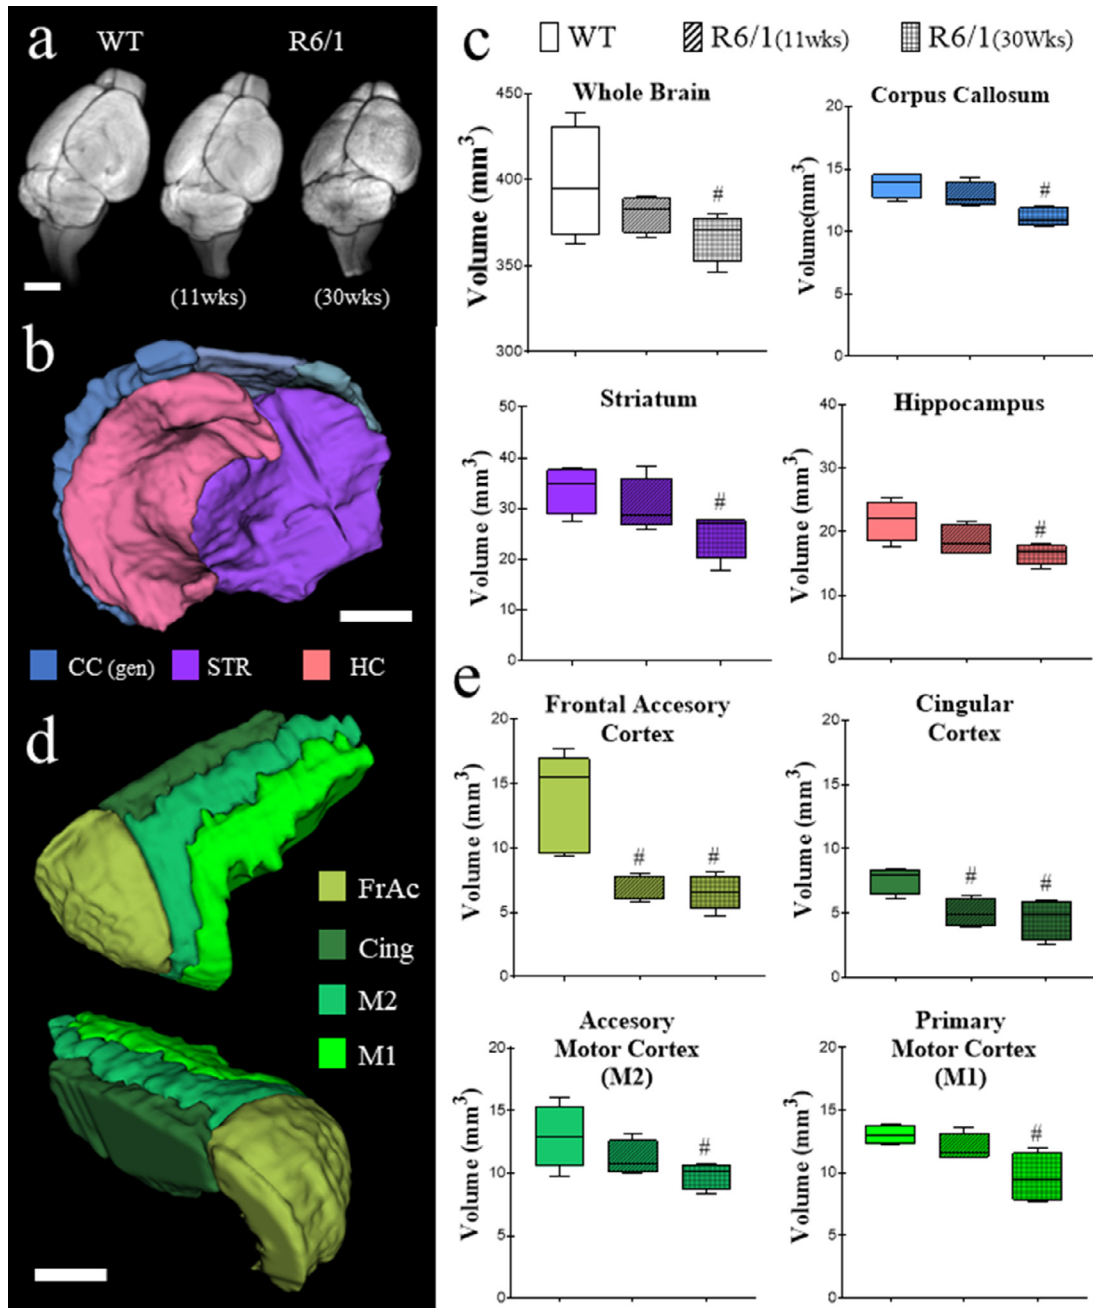 a
WT
R6/1
(11wks)
(30wks)
b
CC (gen)
STR
HC
c
WT
R6/1(11wks)
R6/1(30Wks)
Whole Brain
Volume (mm³)
450
400
350
300
#
Corpus Callosum
Volume(mm³)
20
15
10
5
0
#
Striatum
Volume (mm³)
50
40
30
20
10
0
#
Hippocampus
Volume (mm³)
40
30
20
10
0
#
d
FrAc
Cing
M2
M1
e
Frontal Accesory
Cortex
Volume (mm³)
20
15
10
5
0
#
#
Cingular
Cortex
Volume (mm³)
20
15
10
5
0
#
#
Accesory
Motor Cortex
(M2)
Volume (mm³)
20
15
10
5
0
#
Primary
Motor Cortex
(M1)
Volume (mm³)
20
15
10
5
0
#